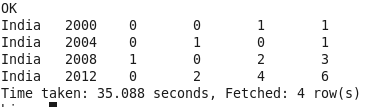 OK
India 2000 0 0 1 1
India 2004 0 1 0 1
India 2008 1 0 2 3
India 2012 0 2 4 6
Time taken: 35.088 seconds, Fetched: 4 row(s)